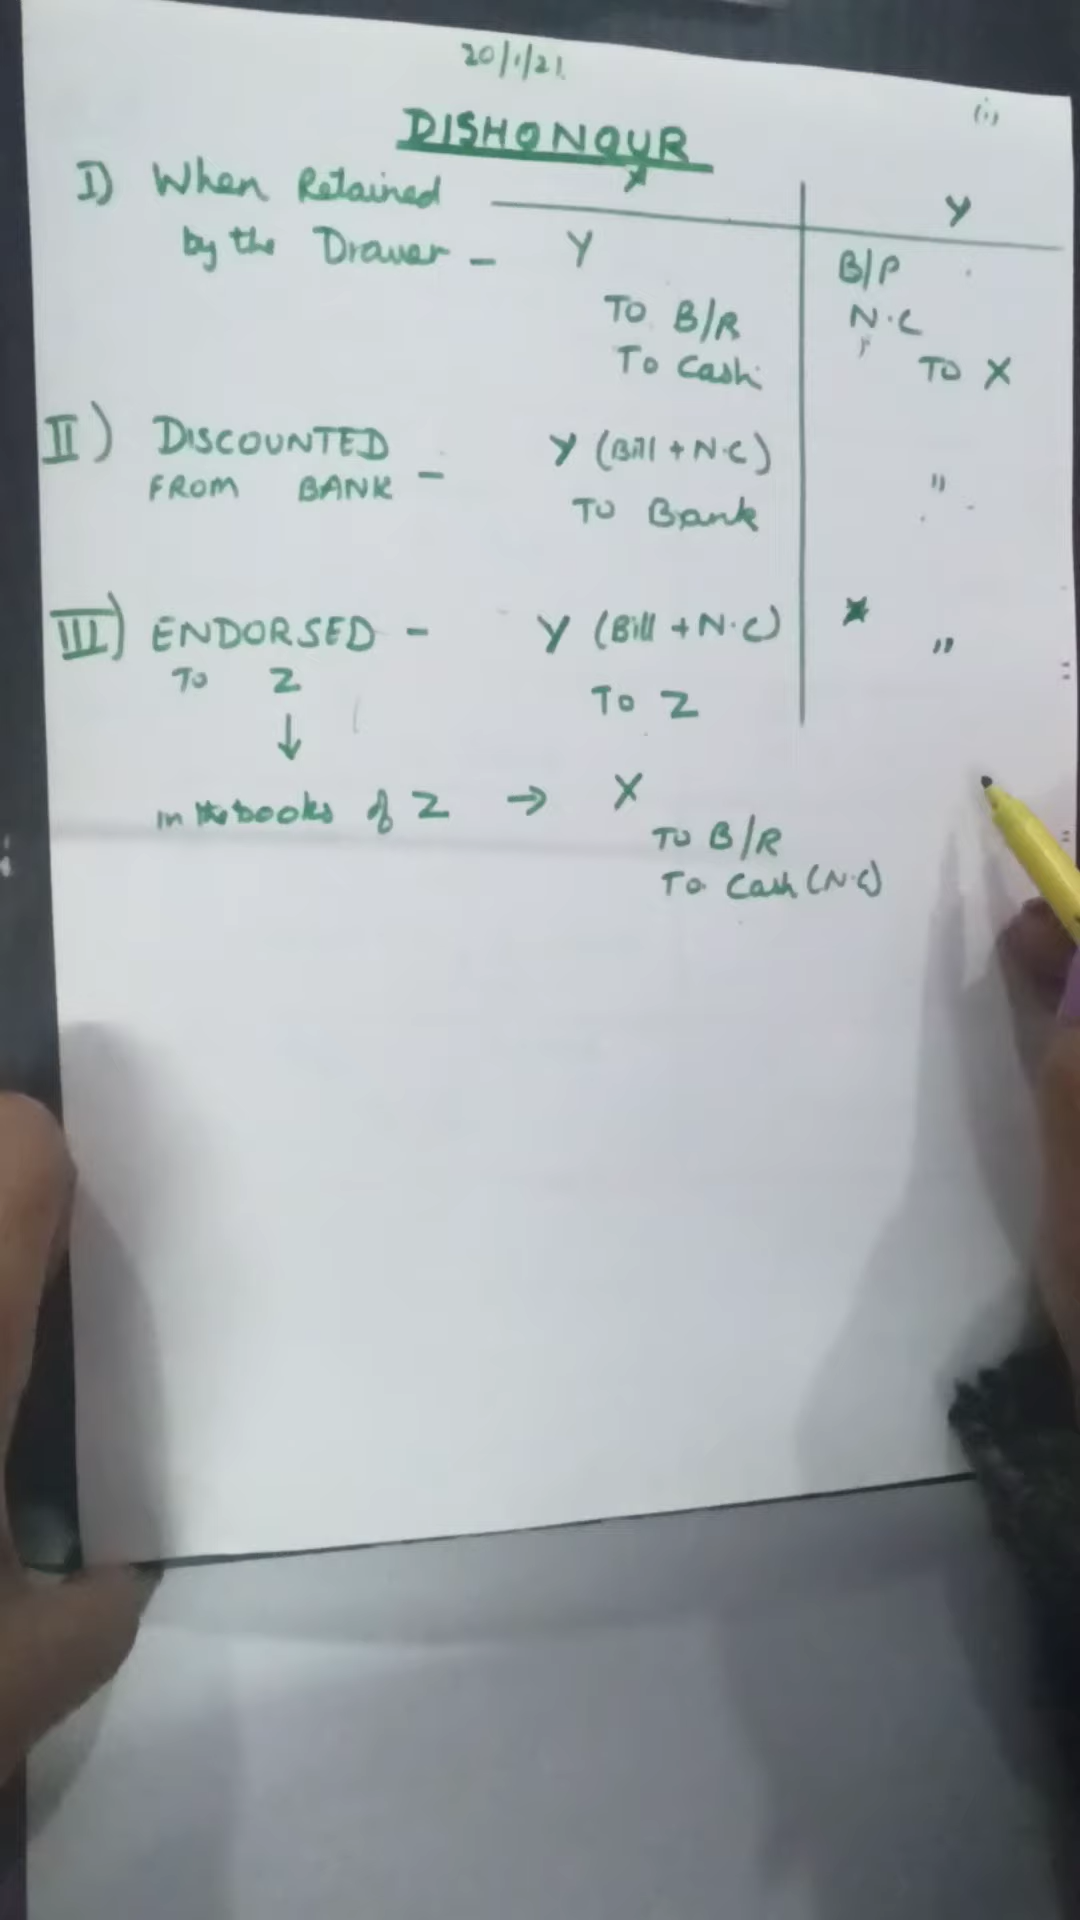 20/1/21
(1)
DISHONOUR
I) When Retained
by the Drawer -
X
Y
Y
To B/R
To Cash
B/P
N.C
To X
II) DISCOUNTED
FROM BANK -
Y (Bill + N.C)
To Bank
"
III) ENDORSED -
To Z
↓
Y (Bill + N.C)
To Z
"
in the books of Z → X
To B/R
To Cash (N.C)